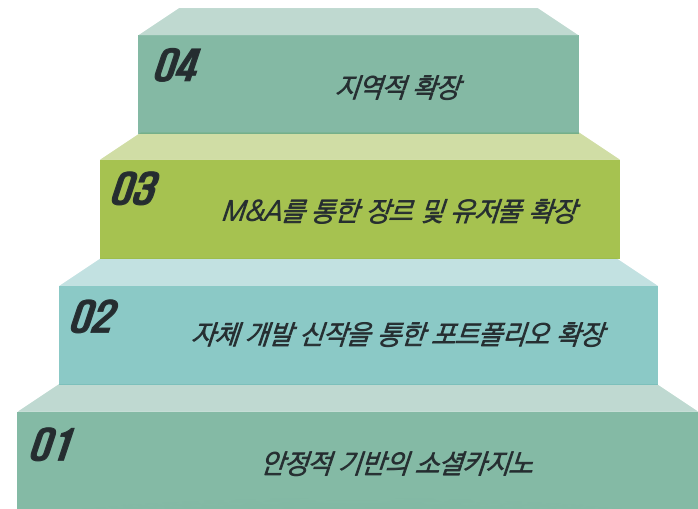 04
지역적 확장
03
M&A를 통한 장르 및 유저풀 확장
02
자체 개발 신작을 통한 포트폴리오 확장
01
안정적 기반의 소셜카지노